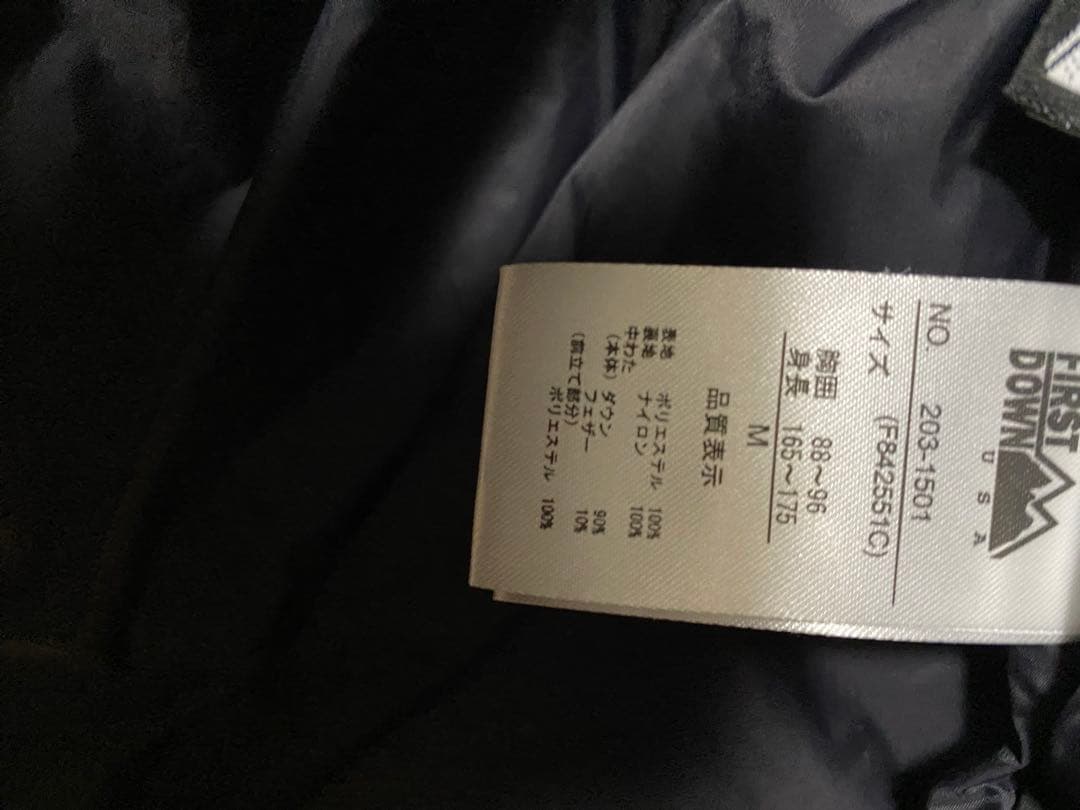 FIRST
DOWN
U S A
NO. 203-1501
サイズ (F842551C)
胸囲 88～96
身長 165～175
M
品質表示
表地 ポリエステル 100%
裏地 ナイロン 100%
中わた
(本体) ダウン 90%
フェザー 10%
(前立て部分)
ポリエステル 100%